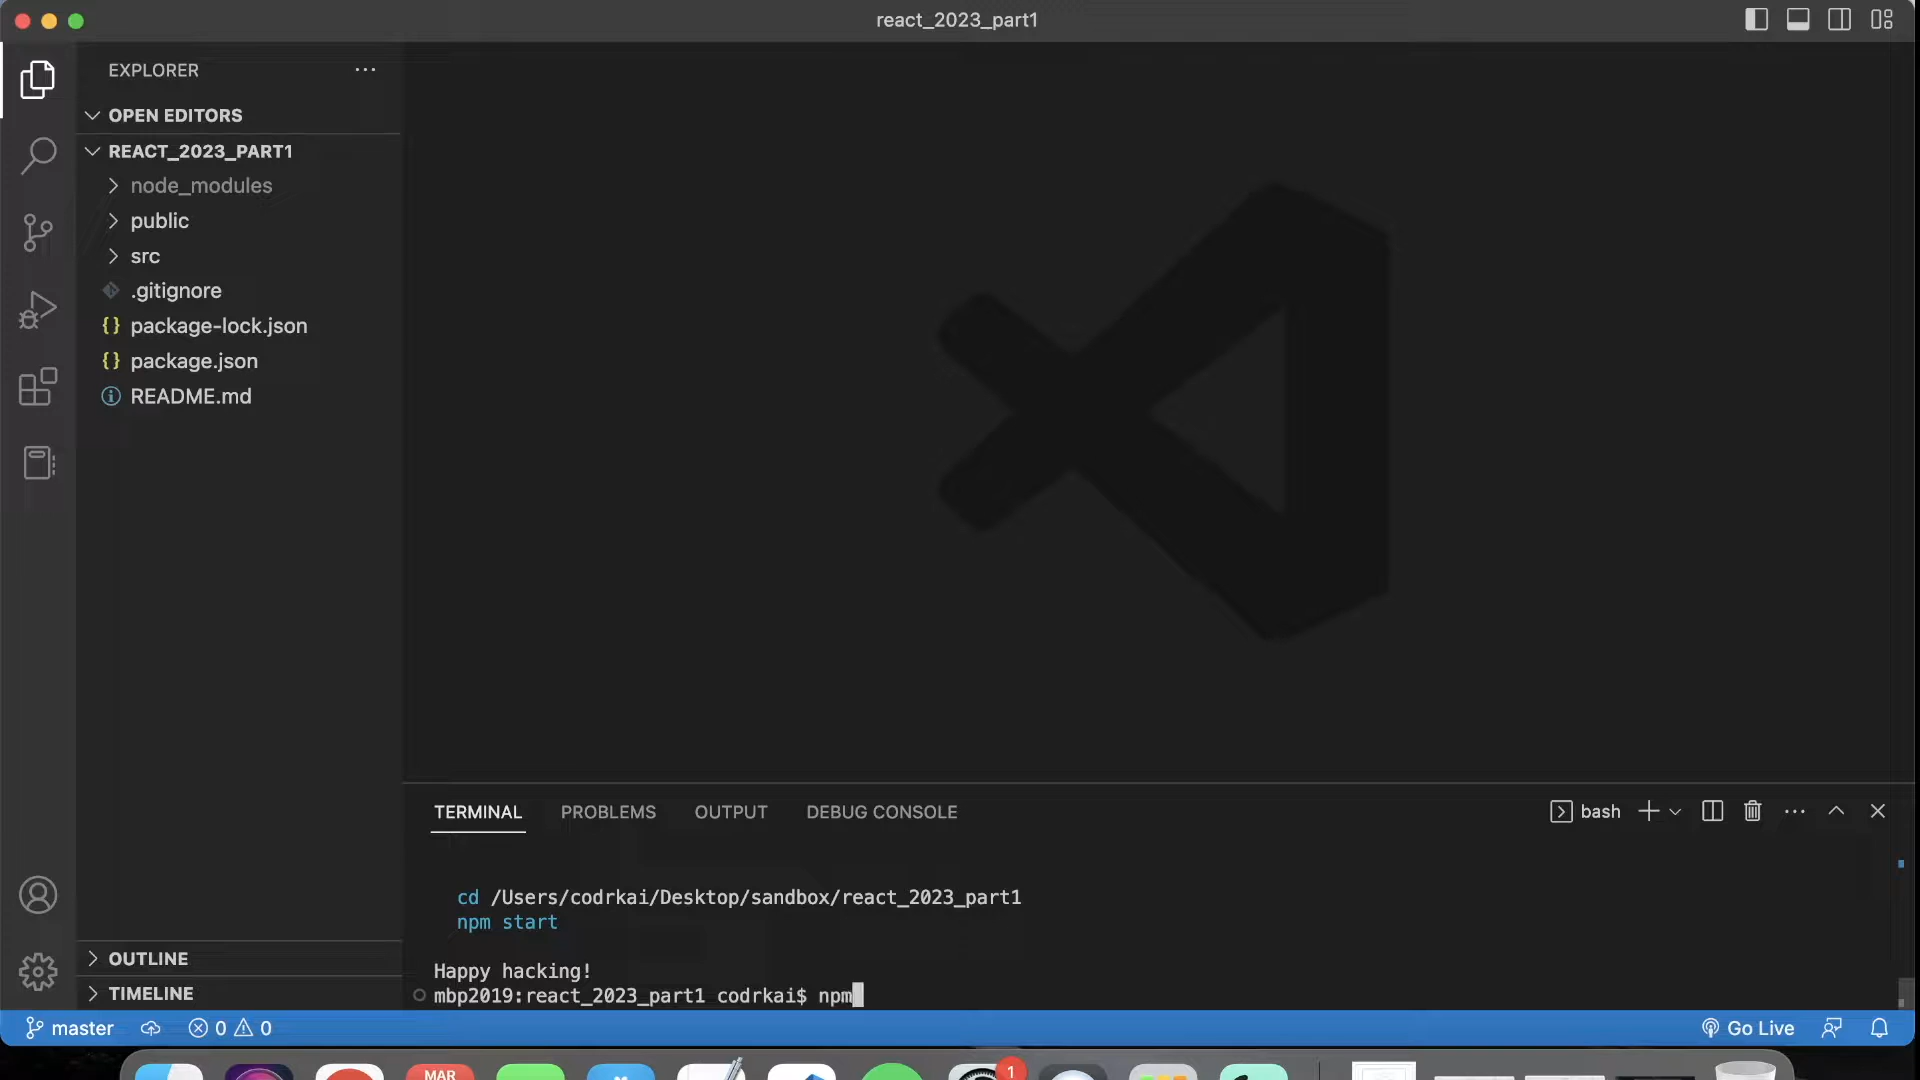 react_2023_part1
EXPLORER
OPEN EDITORS
REACT_2023_PART1
node_modules
public
src
.gitignore
{} package-lock.json
{} package.json
README.md
TERMINAL PROBLEMS OUTPUT DEBUG CONSOLE bash
cd /Users/codrkai/Desktop/sandbox/react_2023_part1
npm start
Happy hacking!
mbp2019:react_2023_part1 codrkai$ npm
OUTLINE
TIMELINE
master 0 0 Go Live
MAR 1